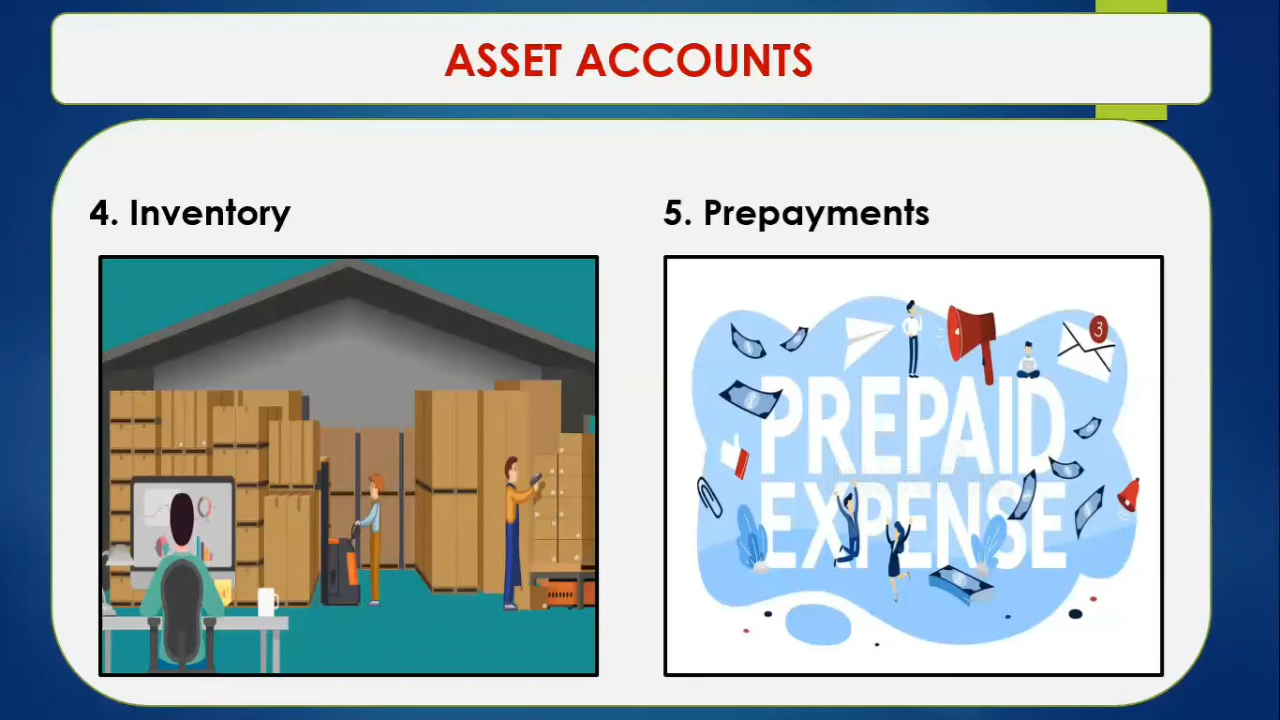 ASSET ACCOUNTS
4. Inventory
5. Prepayments
3
PREPAID
EXPENSE